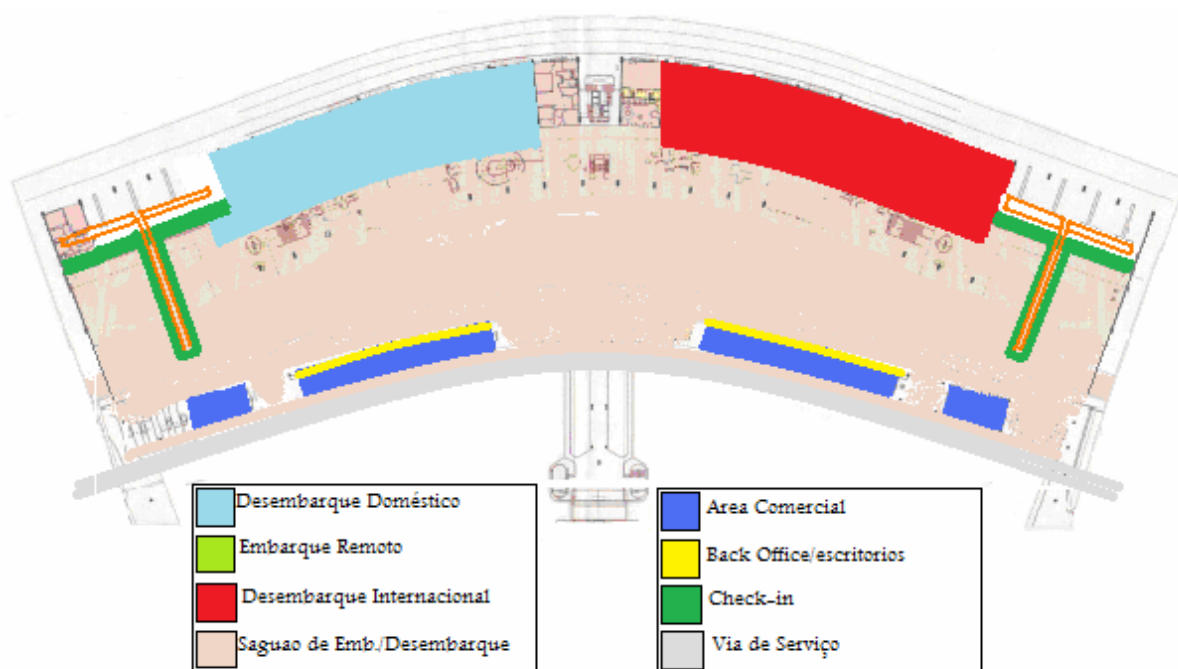 Desembarque Doméstico
Embarque Remoto
Desembarque Internacional
Saguao de Emb./Desembarque
Area Comercial
Back Office/escritorios
Check-in
Via de Serviço